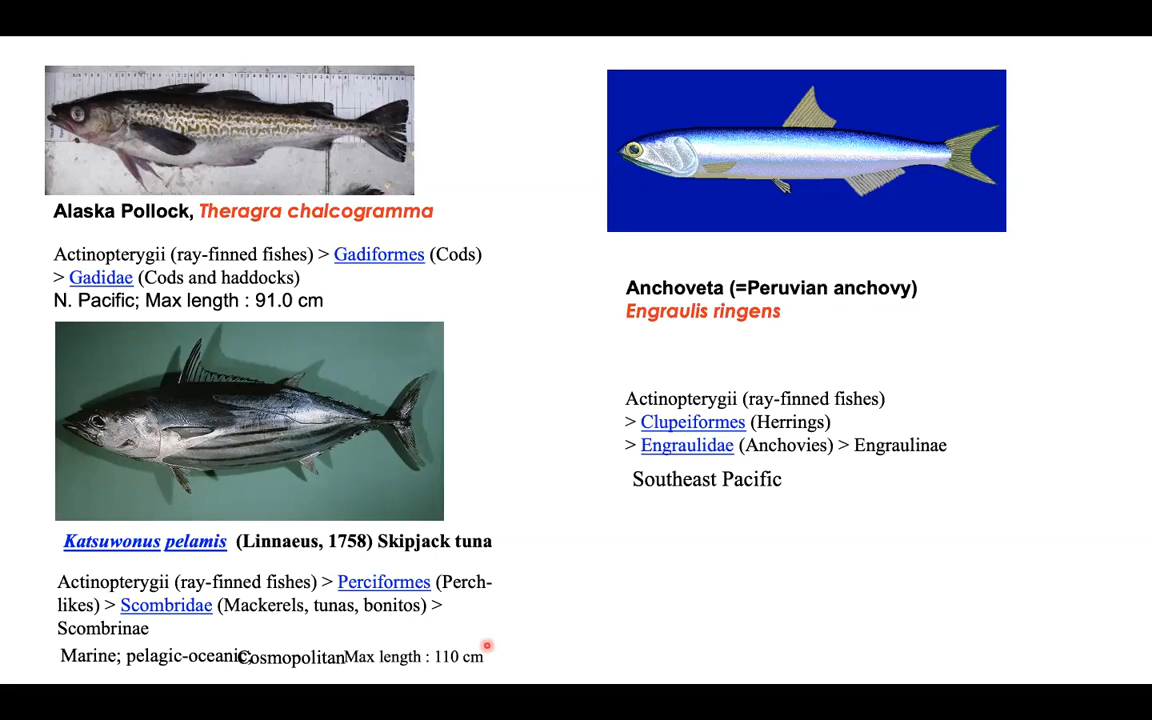 Alaska Pollock, Theragra chalcogramma
Actinopterygii (ray-finned fishes) > Gadiformes (Cods)
> Gadidae (Cods and haddocks)
N. Pacific; Max length : 91.0 cm
Katsuwonus pelamis (Linnaeus, 1758) Skipjack tuna
Actinopterygii (ray-finned fishes) > Perciformes (Perch-
likes) > Scombridae (Mackerels, tunas, bonitos) >
Scombrinae
Marine; pelagic-oceanic; Cosmopolitan Max length : 110 cm
Anchoveta (=Peruvian anchovy)
Engraulis ringens
Actinopterygii (ray-finned fishes)
> Clupeiformes (Herrings)
> Engraulidae (Anchovies) > Engraulinae
Southeast Pacific